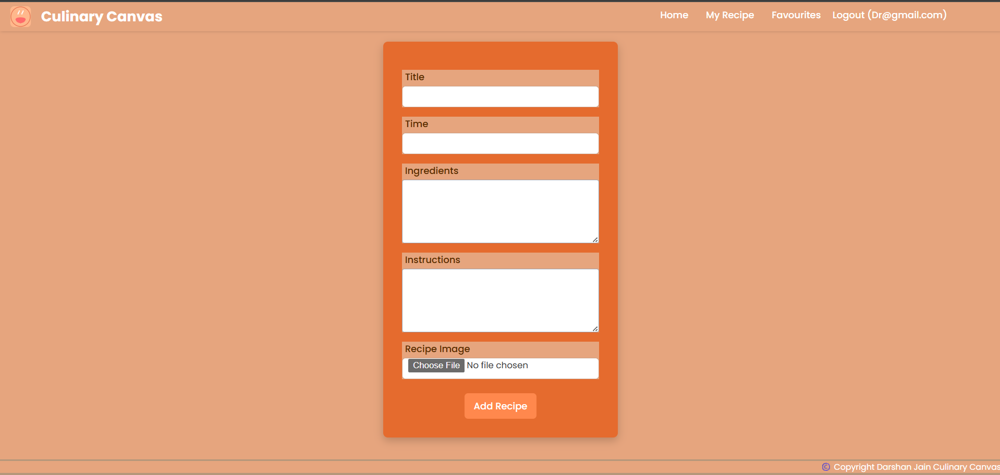 Culinary Canvas
Home My Recipe Favourites Logout (Dr@gmail.com)
Title
Time
Ingredients
Instructions
Recipe Image
Choose File No file chosen
Add Recipe
© Copyright Darshan Jain Culinary Canvas